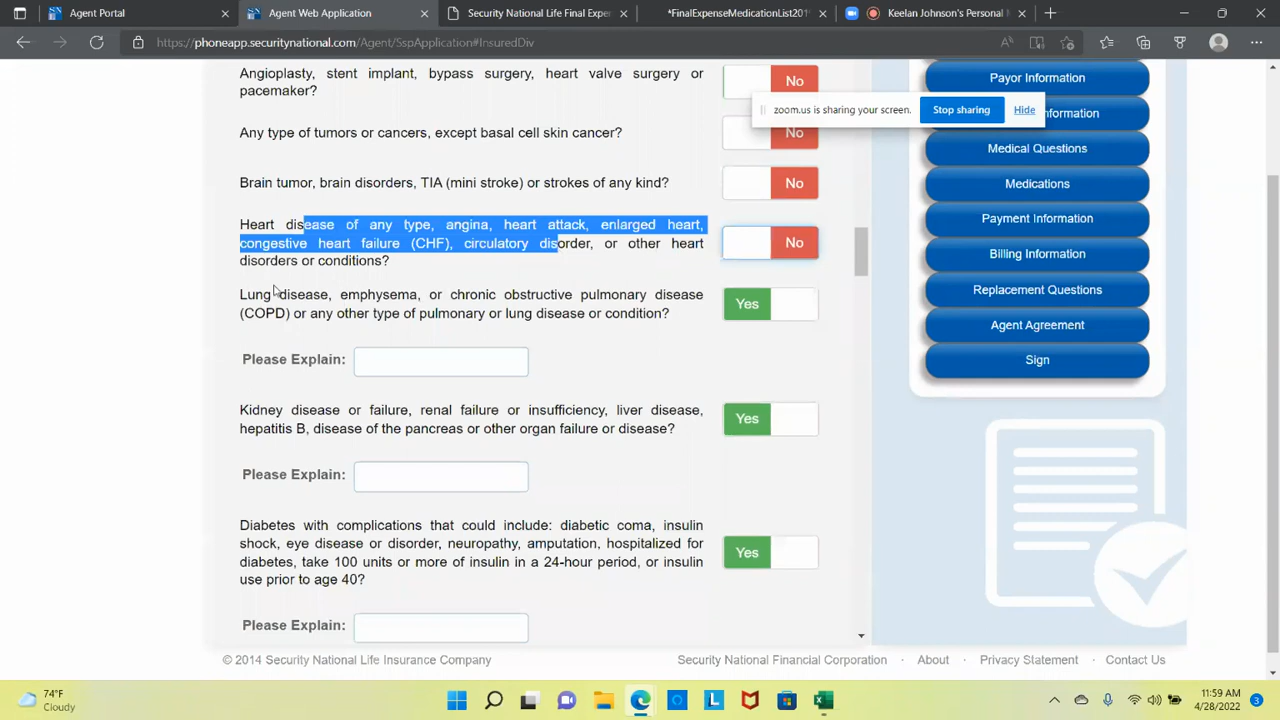 Agent Portal
Agent Web Application
Security National Life Final Expe
*FinalExpenseMedicationList201
Keelan Johnson's Personal M
https://phoneapp.securitynational.com/Agent/SspApplication#InsuredDiv
Angioplasty, stent implant, bypass surgery, heart valve surgery or
pacemaker?
No
Payor Information
zoom.us is sharing your screen.
Stop sharing
Hide
Information
Any type of tumors or cancers, except basal cell skin cancer?
No
Medical Questions
Brain tumor, brain disorders, TIA (mini stroke) or strokes of any kind?
No
Medications
Heart disease of any type, angina, heart attack, enlarged heart,
congestive heart failure (CHF), circulatory disorder, or other heart
disorders or conditions?
No
Payment Information
Billing Information
Lung disease, emphysema, or chronic obstructive pulmonary disease
(COPD) or any other type of pulmonary or lung disease or condition?
Yes
Replacement Questions
Agent Agreement
Please Explain:
Sign
Kidney disease or failure, renal failure or insufficiency, liver disease,
hepatitis B, disease of the pancreas or other organ failure or disease?
Yes
Please Explain:
Diabetes with complications that could include: diabetic coma, insulin
shock, eye disease or disorder, neuropathy, amputation, hospitalized for
diabetes, take 100 units or more of insulin in a 24-hour period, or insulin
use prior to age 40?
Yes
Please Explain:
© 2014 Security National Life Insurance Company
Security National Financial Corporation · About · Privacy Statement · Contact Us
74°F
Cloudy
11:59 AM
4/28/2022
3